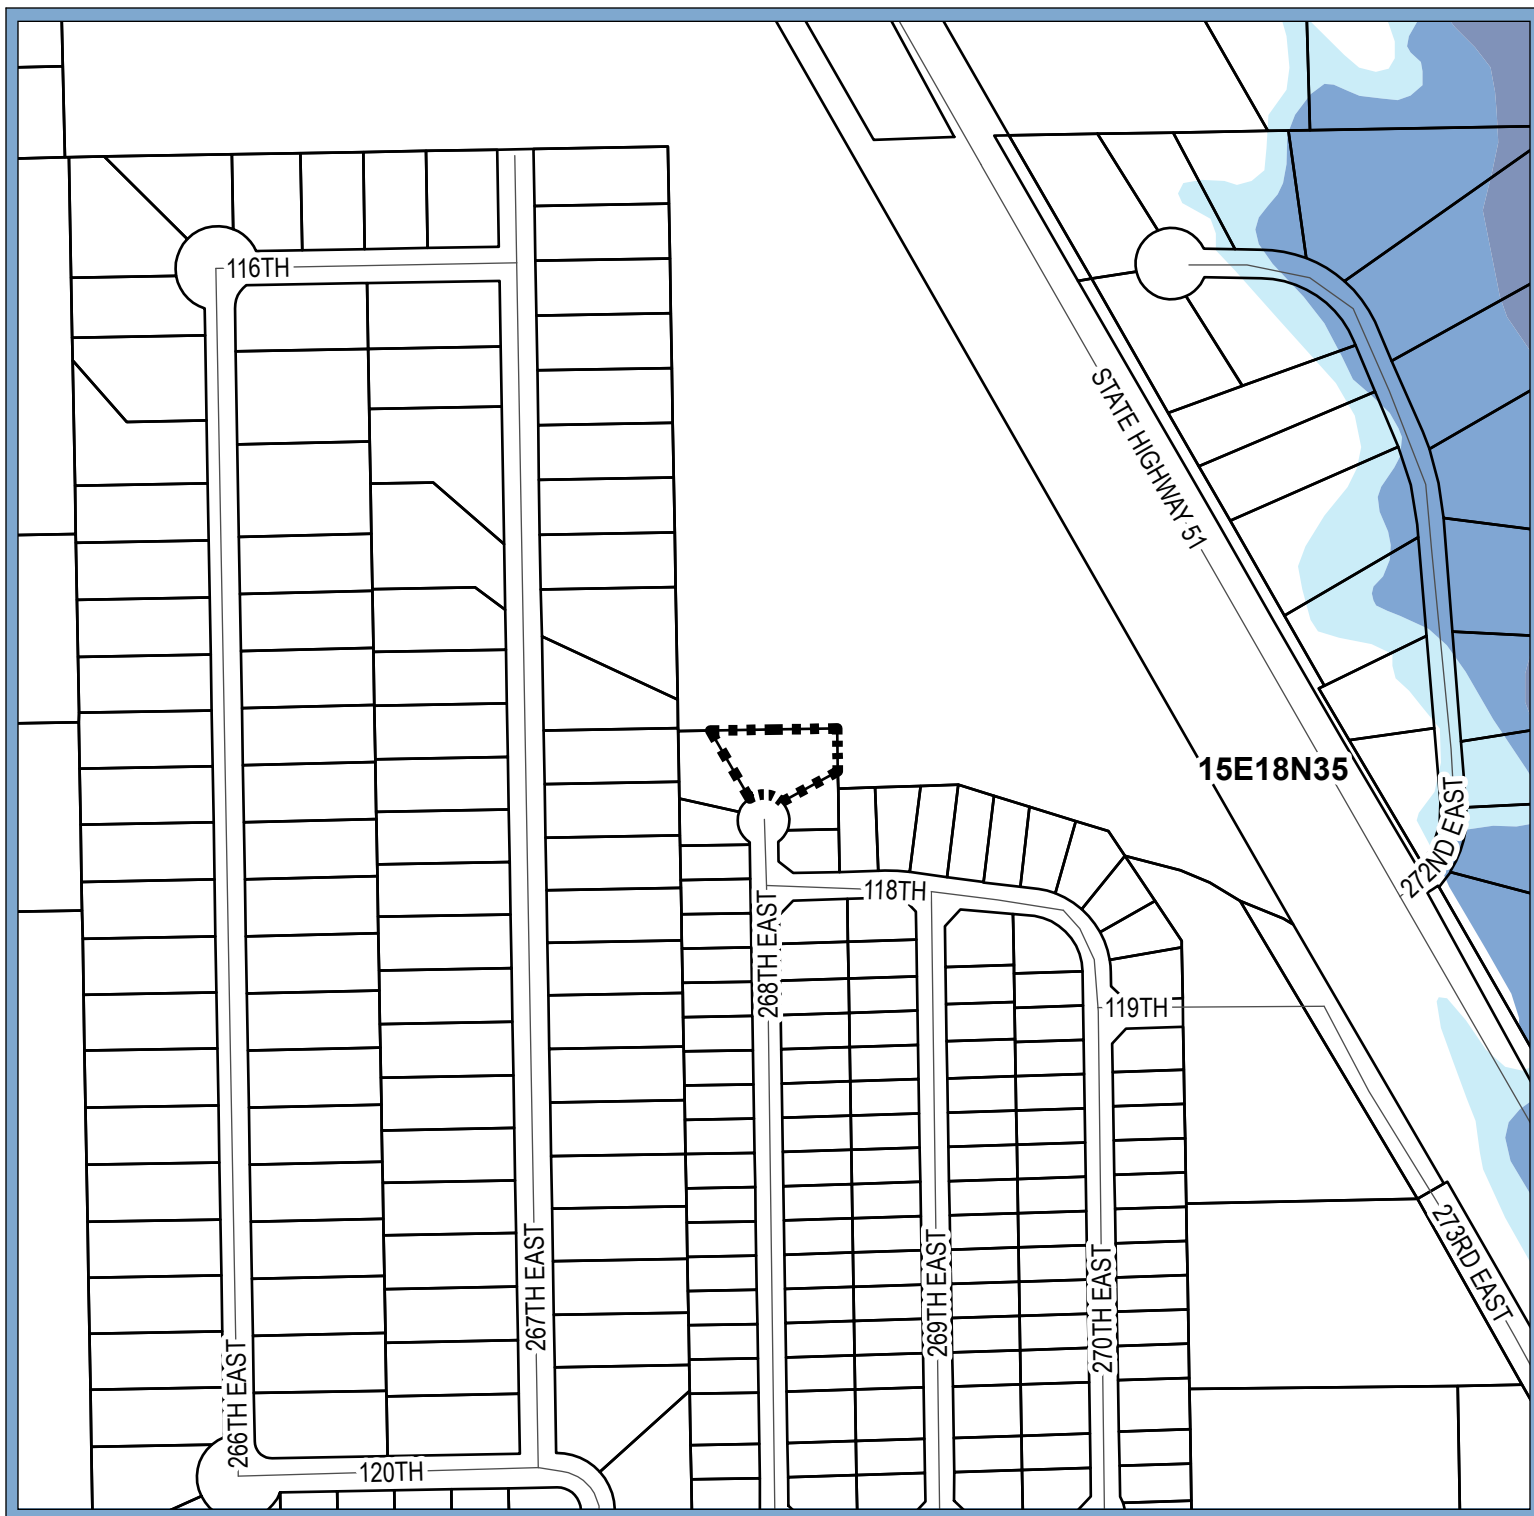 116TH
STATE HIGHWAY 51
15E18N35
272ND EAST
118TH
268TH EAST
119TH
273RD EAST
267TH EAST
269TH EAST
270TH EAST
266TH EAST
120TH